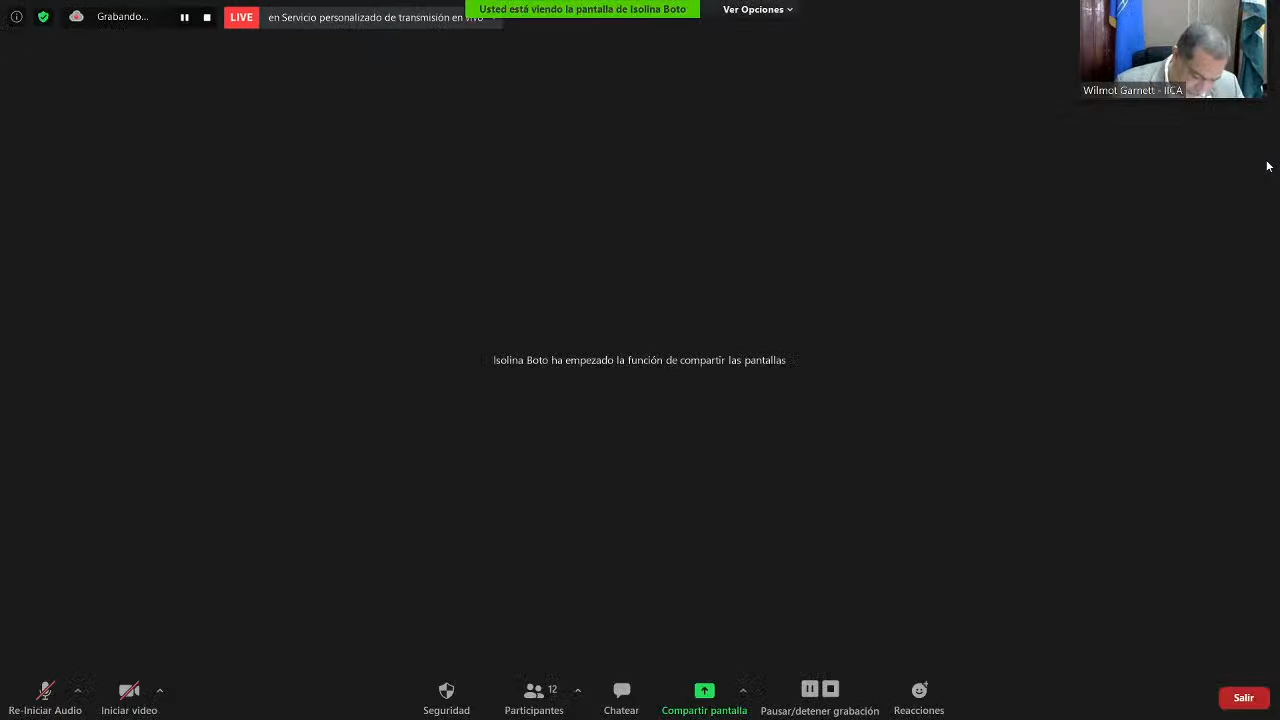 Grabando...
LIVE
en Servicio personalizado de transmisión en vivo
Usted está viendo la pantalla de Isolina Boto
Ver Opciones
Wilmot Garnett - IICA
Isolina Boto ha empezado la función de compartir las pantallas
Re-Iniciar Audio
Iniciar video
Seguridad
12
Participantes
Chatear
Compartir pantalla
Pausar/detener grabación
Reacciones
Salir